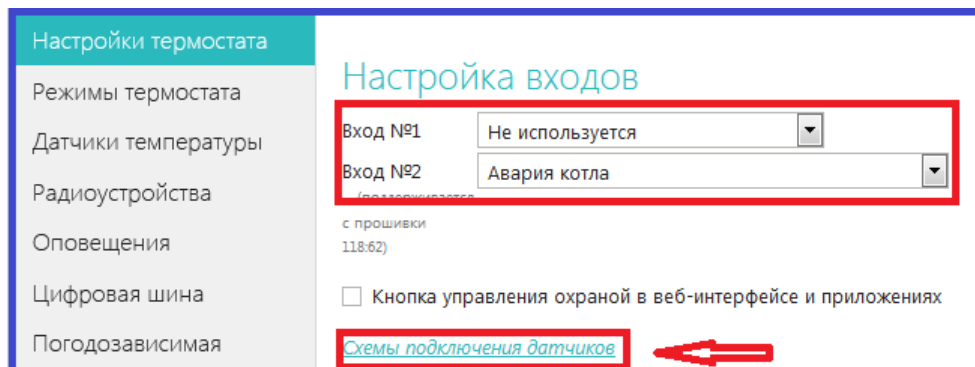 Настройки термостата
Режимы термостата
Датчики температуры
Радиоустройства
Оповещения
Цифровая шина
Погодозависимая
Настройка входов
Вход №1 Не используется
Вход №2 Авария котла
(поддерживается
с прошивки
118:62)
Кнопка управления охраной в веб-интерфейсе и приложениях
Схемы подключения датчиков